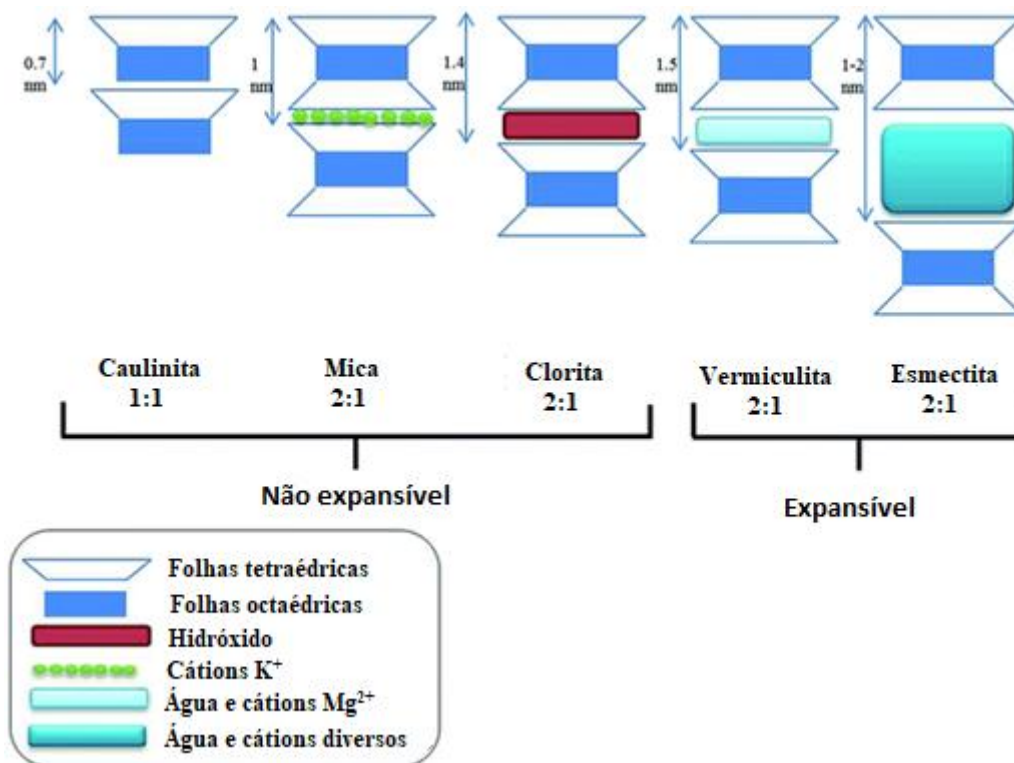 0.7
nm
1
nm
1.4
nm
1.5
nm
1-2
nm
Caulinita
1:1
Mica
2:1
Clorita
2:1
Vermiculita
2:1
Esmectita
2:1
Não expansível
Expansível
Folhas tetraédricas
Folhas octaédricas
Hidróxido
Cátions K⁺
Água e cátions Mg²⁺
Água e cátions diversos